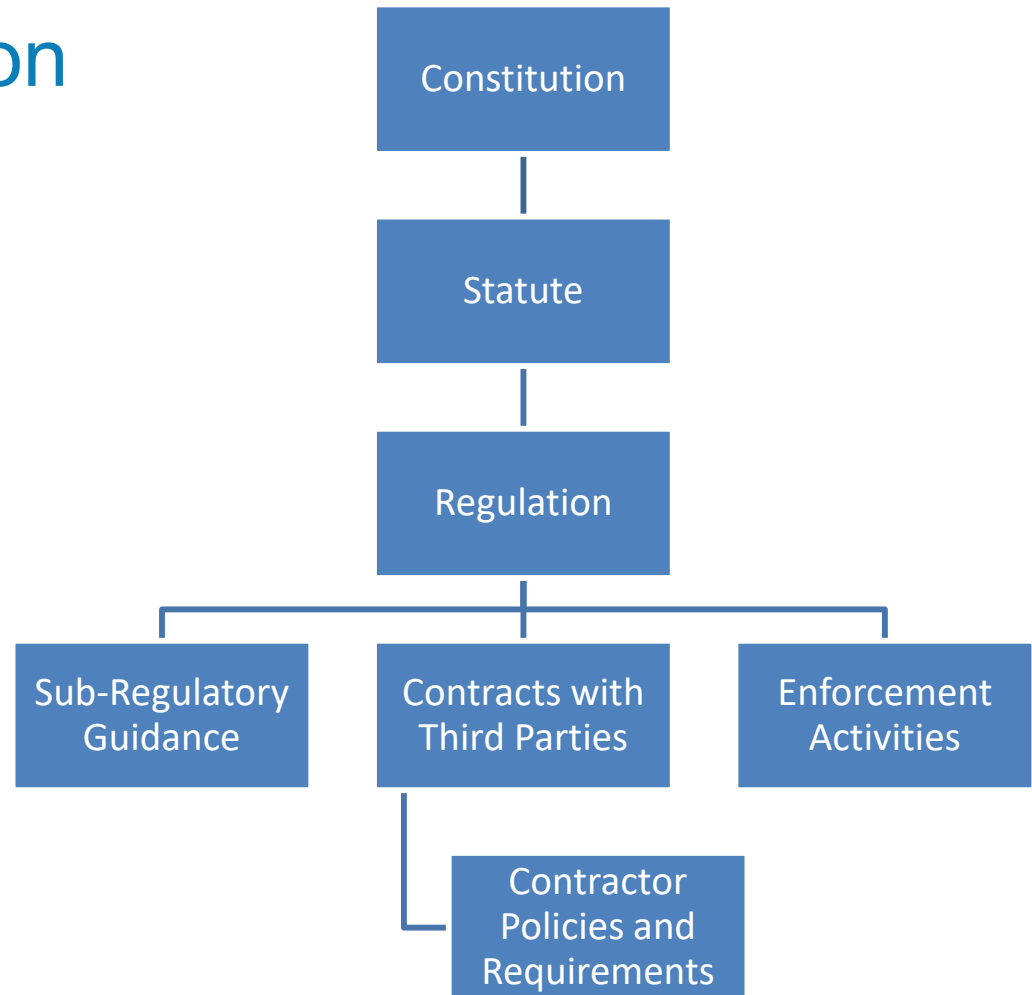 on
Constitution
Statute
Regulation
Sub-Regulatory
Guidance
Contracts with
Third Parties
Enforcement
Activities
Contractor
Policies and
Requirements